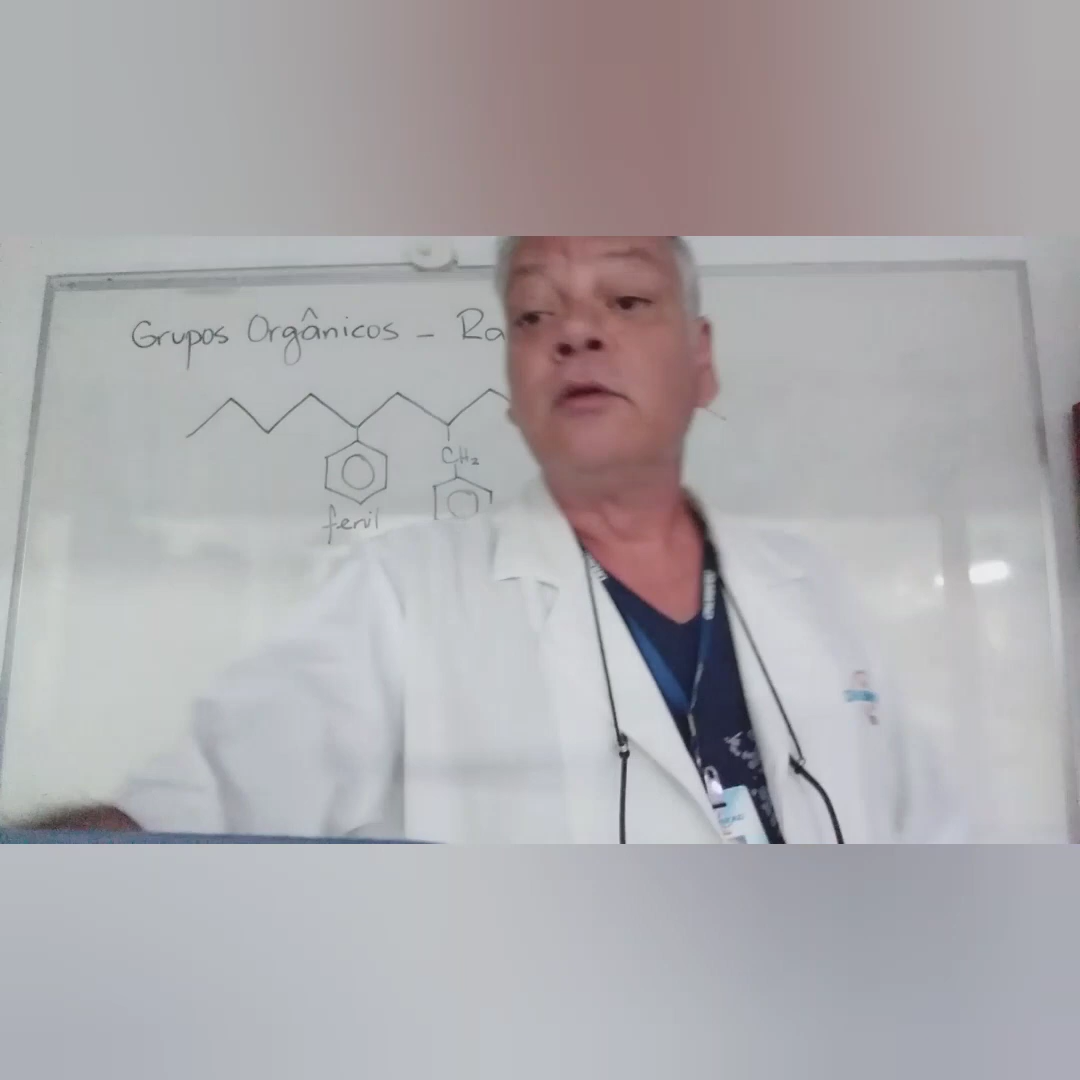 Grupos Orgânicos - Ra
CH₂
fenil